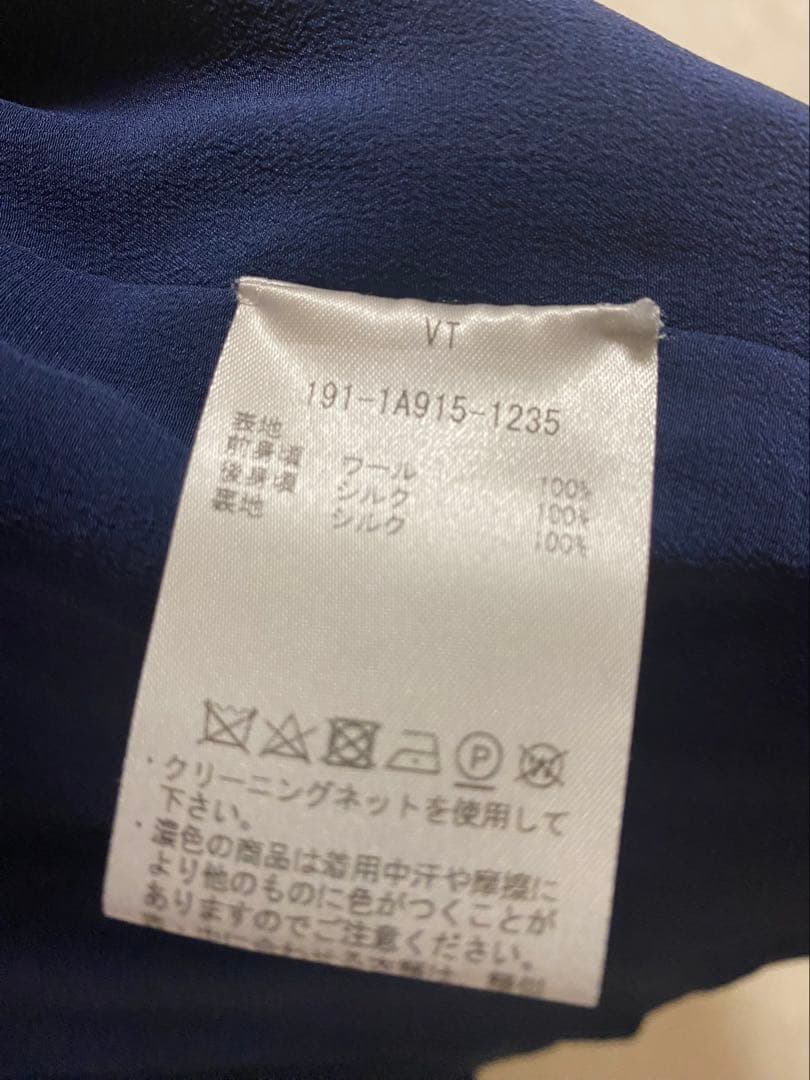 VT
191-1A915-1235
表地
前身頃 ウール 100%
後身頃 シルク 100%
裏地 シルク 100%
P
W
・クリーニングネットを使用して
下さい。
・濃色の商品は着用中汗や摩擦に
より他のものに色がつくことが
ありますのでご注意ください。